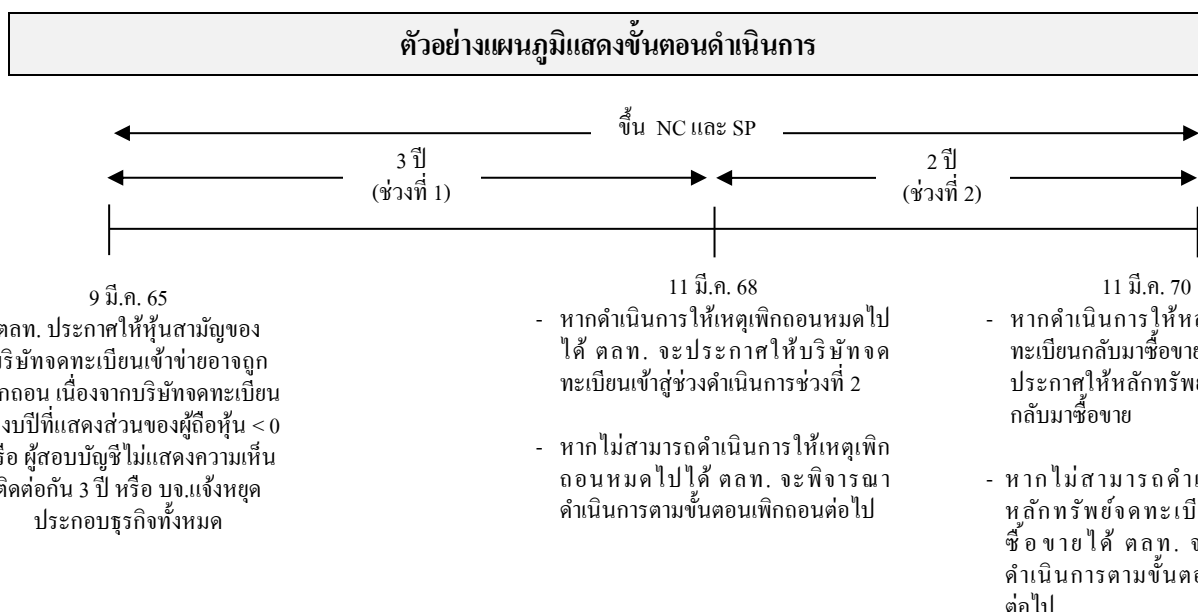 ตัวอย่างแผนภูมิแสดงขั้นตอนดำเนินการ
ขึ้น NC และ SP
3 ปี
(ช่วงที่ 1)
2 ปี
(ช่วงที่ 2)
9 มี.ค. 65
ตลท. ประกาศให้หุ้นสามัญของ
บริษัทจดทะเบียนเข้าข่ายอาจถูก
กถอน เนื่องจากบริษัทจดทะเบียน
งบปีที่แสดงส่วนของผู้ถือหุ้น < 0
รือ ผู้สอบบัญชีไม่แสดงความเห็น
ติดต่อกัน 3 ปี หรือ บจ.แจ้งหยุด
ประกอบธุรกิจทั้งหมด
11 มี.ค. 68
- หากดำเนินการให้เหตุเพิกถอนหมดไป
ได้ ตลท. จะประกาศให้บริษัทจด
ทะเบียนเข้าสู่ช่วงดำเนินการช่วงที่ 2
- หากไม่สามารถดำเนินการให้เหตุเพิก
ถอนหมดไปได้ ตลท. จะพิจารณา
ดำเนินการตามขั้นตอนเพิกถอนต่อไป
11 มี.ค. 70
- หากดำเนินการให้หล
ทะเบียนกลับมาซื้อขาย
ประกาศให้หลักทรัพย
กลับมาซื้อขาย
- หากไม่สามารถดำเ
หลักทรัพย์จดทะเบี
ซื้อขายได้ ตลท. จ
ดำเนินการตามขั้นต
ต่อไป